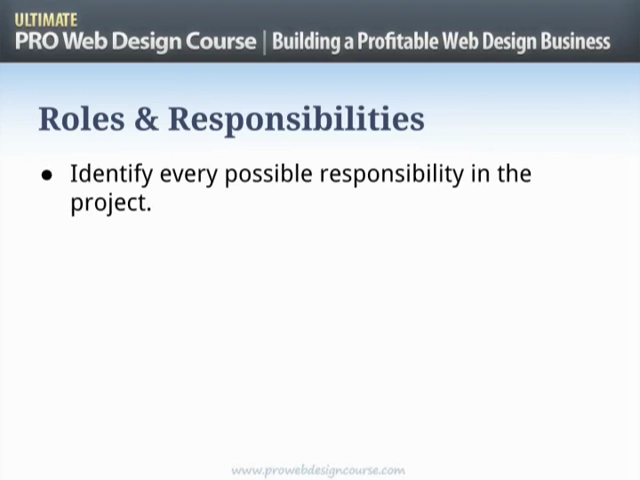 ULTIMATE
PRO Web Design Course | Building a Profitable Web Design Business
Roles & Responsibilities
● Identify every possible responsibility in the
project.
www.prowebdesigncourse.com